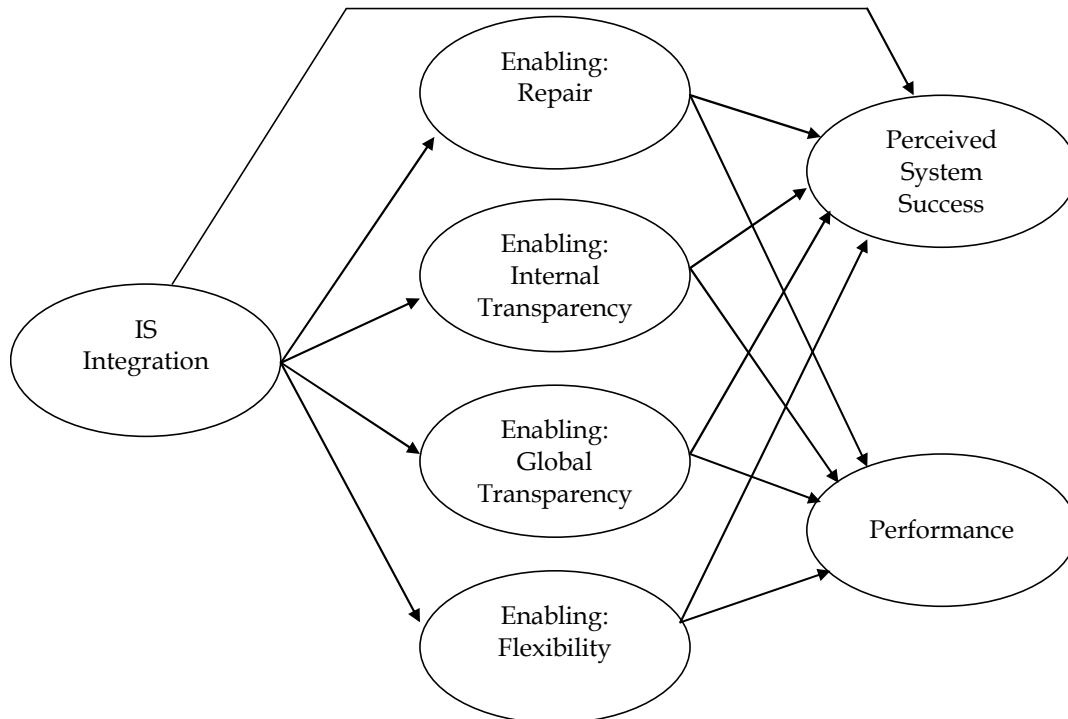 Enabling:
Repair
Perceived
System
Success
Enabling:
Internal
Transparency
IS
Integration
Enabling:
Global
Transparency
Performance
Enabling:
Flexibility